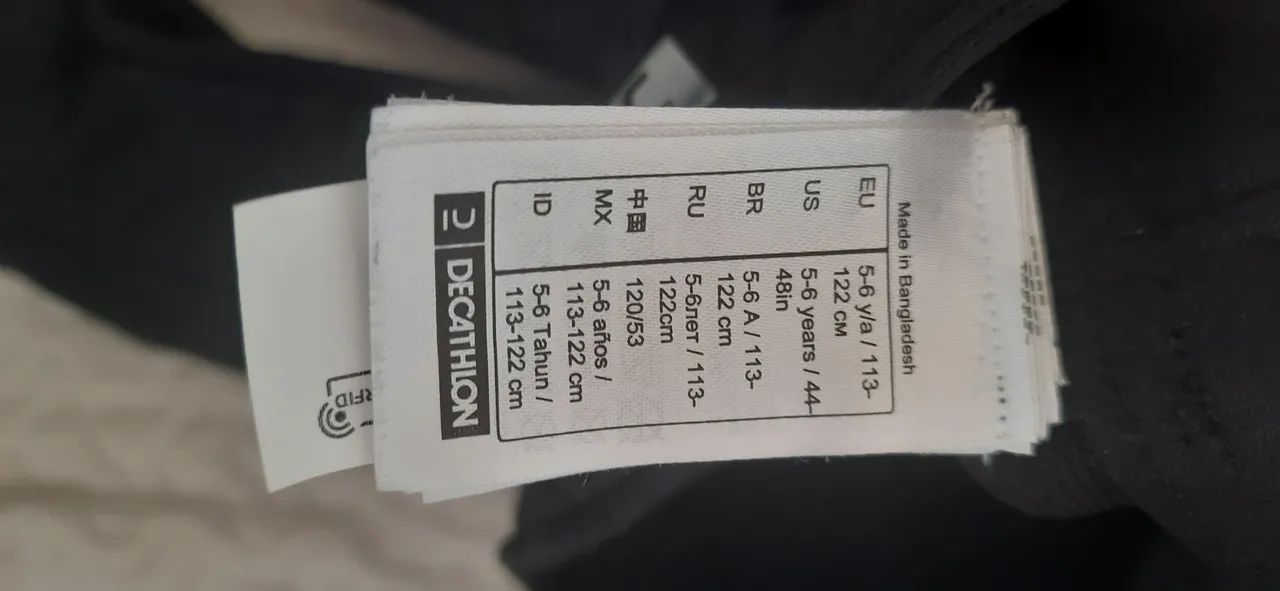 Made in Bangladesh
EU 5-6 y/a / 113-
122 CM
US 5-6 years / 44-
48in
BR 5-6 A / 113-
122 cm
RU 5-6лет / 113-
122cm
中国 120/53
MX 5-6 años /
113-122 cm
ID 5-6 Tahun /
113-122 cm
DECATHLON
RFID